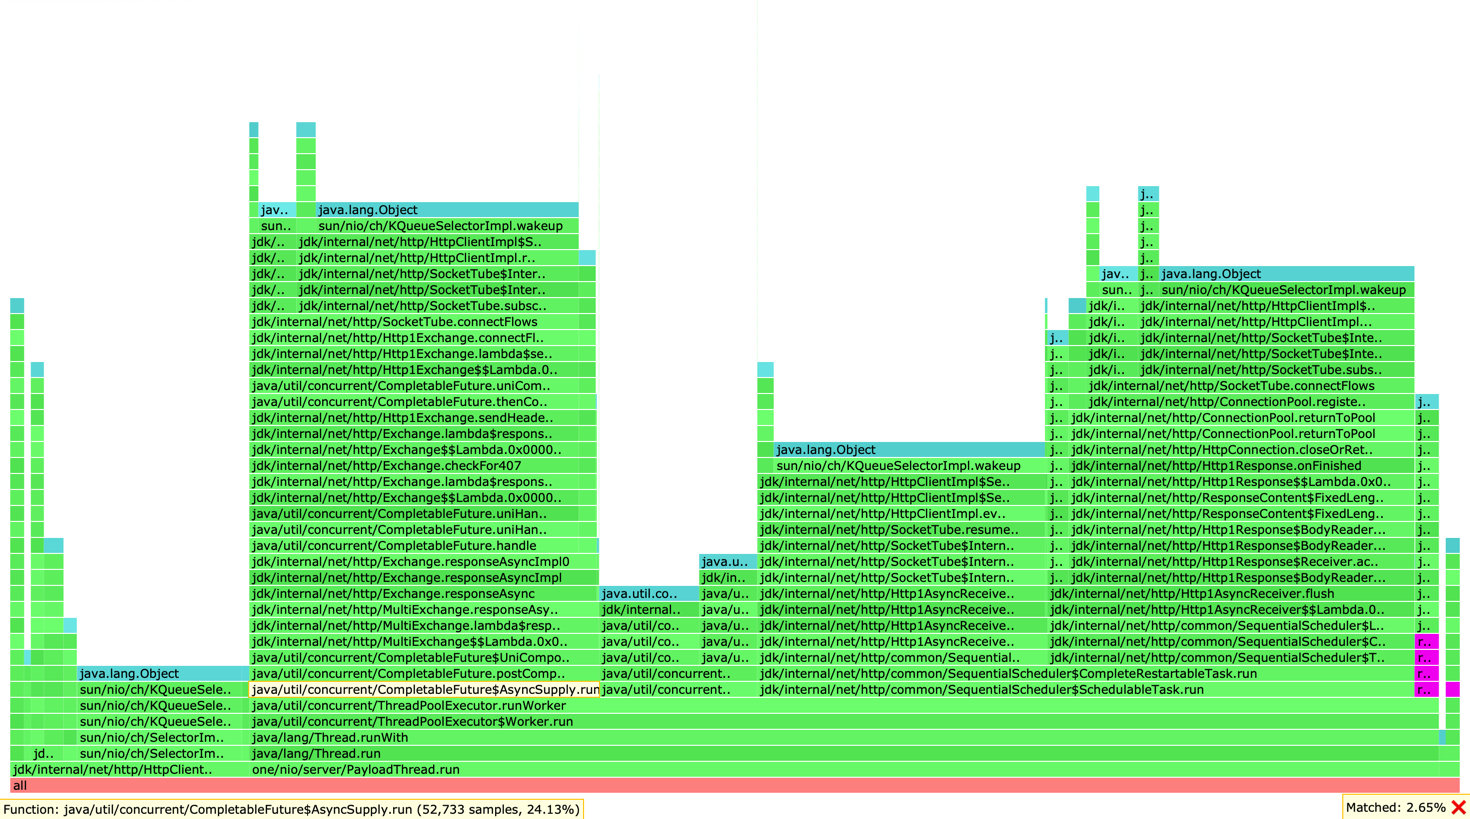 j..
jav.. java.lang.Object j..
sun.. sun/nio/ch/KQueueSelectorImpl.wakeup j..
jdk/.. jdk/internal/net/http/HttpClientImpl$S.. j..
jdk/.. jdk/internal/net/http/HttpClientImpl.r.. j..
jdk/.. jdk/internal/net/http/SocketTube$Inter.. jav.. j.. java.lang.Object
jdk/.. jdk/internal/net/http/SocketTube$Inter.. sun.. j.. sun/nio/ch/KQueueSelectorImpl.wakeup
jdk/.. jdk/internal/net/http/SocketTube.subsc.. jdk/i.. jdk/internal/net/http/HttpClientImpl$..
jdk/internal/net/http/SocketTube.connectFlows jdk/i.. jdk/internal/net/http/HttpClientImpl...
jdk/internal/net/http/Http1Exchange.connectFl.. j.. jdk/i.. jdk/internal/net/http/SocketTube$Inte..
jdk/internal/net/http/Http1Exchange.lambda$se.. j.. jdk/i.. jdk/internal/net/http/SocketTube$Inte..
jdk/internal/net/http/Http1Exchange$$Lambda.0.. j.. jdk/i.. jdk/internal/net/http/SocketTube.subs..
java/util/concurrent/CompletableFuture.uniCom.. j.. jdk/internal/net/http/SocketTube.connectFlows
java/util/concurrent/CompletableFuture.thenCo.. j.. jdk/internal/net/http/ConnectionPool.registe.. j..
jdk/internal/net/http/Http1Exchange.sendHeade.. j.. jdk/internal/net/http/ConnectionPool.returnToPool j..
jdk/internal/net/http/Exchange.lambda$respons.. j.. jdk/internal/net/http/ConnectionPool.returnToPool j..
jdk/internal/net/http/Exchange$$Lambda.0x0000.. java.lang.Object j.. jdk/internal/net/http/HttpConnection.closeOrRet.. j..
jdk/internal/net/http/Exchange.checkFor407 sun/nio/ch/KQueueSelectorImpl.wakeup j.. jdk/internal/net/http/Http1Response.onFinished j..
jdk/internal/net/http/Exchange.lambda$respons.. jdk/internal/net/http/HttpClientImpl$Se.. j.. jdk/internal/net/http/Http1Response$$Lambda.0x0.. j..
jdk/internal/net/http/Exchange$$Lambda.0x0000.. jdk/internal/net/http/HttpClientImpl$Se.. j.. jdk/internal/net/http/ResponseContent$FixedLeng.. j..
java/util/concurrent/CompletableFuture.uniHan.. jdk/internal/net/http/HttpClientImpl.ev.. j.. jdk/internal/net/http/ResponseContent$FixedLeng.. j..
java/util/concurrent/CompletableFuture.uniHan.. jdk/internal/net/http/SocketTube.resume.. j.. jdk/internal/net/http/Http1Response$BodyReader... j..
java/util/concurrent/CompletableFuture.handle jdk/internal/net/http/SocketTube$Intern.. j.. jdk/internal/net/http/Http1Response$BodyReader... j..
jdk/internal/net/http/Exchange.responseAsyncImpl0 java.u.. jdk/internal/net/http/SocketTube$Intern.. j.. jdk/internal/net/http/Http1Response$Receiver.ac.. j..
jdk/internal/net/http/Exchange.responseAsyncImpl jdk/in.. jdk/internal/net/http/SocketTube$Intern.. j.. jdk/internal/net/http/Http1Response$BodyReader... j..
jdk/internal/net/http/Exchange.responseAsync java.util.co.. java/u.. jdk/internal/net/http/Http1AsyncReceive.. jdk/internal/net/http/Http1AsyncReceiver.flush j..
jdk/internal/net/http/MultiExchange.responseAsy.. jdk/internal.. java/u.. jdk/internal/net/http/Http1AsyncReceive.. jdk/internal/net/http/Http1AsyncReceiver$$Lambda.0.. j..
jdk/internal/net/http/MultiExchange.lambda$resp.. java/util/co.. java/u.. jdk/internal/net/http/Http1AsyncReceive.. jdk/internal/net/http/common/SequentialScheduler$L.. j..
jdk/internal/net/http/MultiExchange$$Lambda.0x0.. java/util/co.. java/u.. jdk/internal/net/http/Http1AsyncReceive.. jdk/internal/net/http/common/SequentialScheduler$C.. r..
java/util/concurrent/CompletableFuture$UniCompo.. java/util/co.. java/u.. jdk/internal/net/http/common/Sequential.. jdk/internal/net/http/common/SequentialScheduler$T.. r..
java.lang.Object java/util/concurrent/CompletableFuture.postComp.. java/util/concurrent.. jdk/internal/net/http/common/SequentialScheduler$CompleteRestartableTask.run r..
sun/nio/ch/KQueueSele.. java/util/concurrent/CompletableFuture$AsyncSupply.run java/util/concurrent.. jdk/internal/net/http/common/SequentialScheduler$SchedulableTask.run r..
sun/nio/ch/KQueueSele.. java/util/concurrent/ThreadPoolExecutor.runWorker
sun/nio/ch/KQueueSele.. java/util/concurrent/ThreadPoolExecutor$Worker.run
sun/nio/ch/SelectorIm.. java/lang/Thread.runWith
jd.. sun/nio/ch/SelectorIm.. java/lang/Thread.run
jdk/internal/net/http/HttpClient.. one/nio/server/PayloadThread.run
all
Function: java/util/concurrent/CompletableFuture$AsyncSupply.run (52,733 samples, 24.13%) Matched: 2.65%